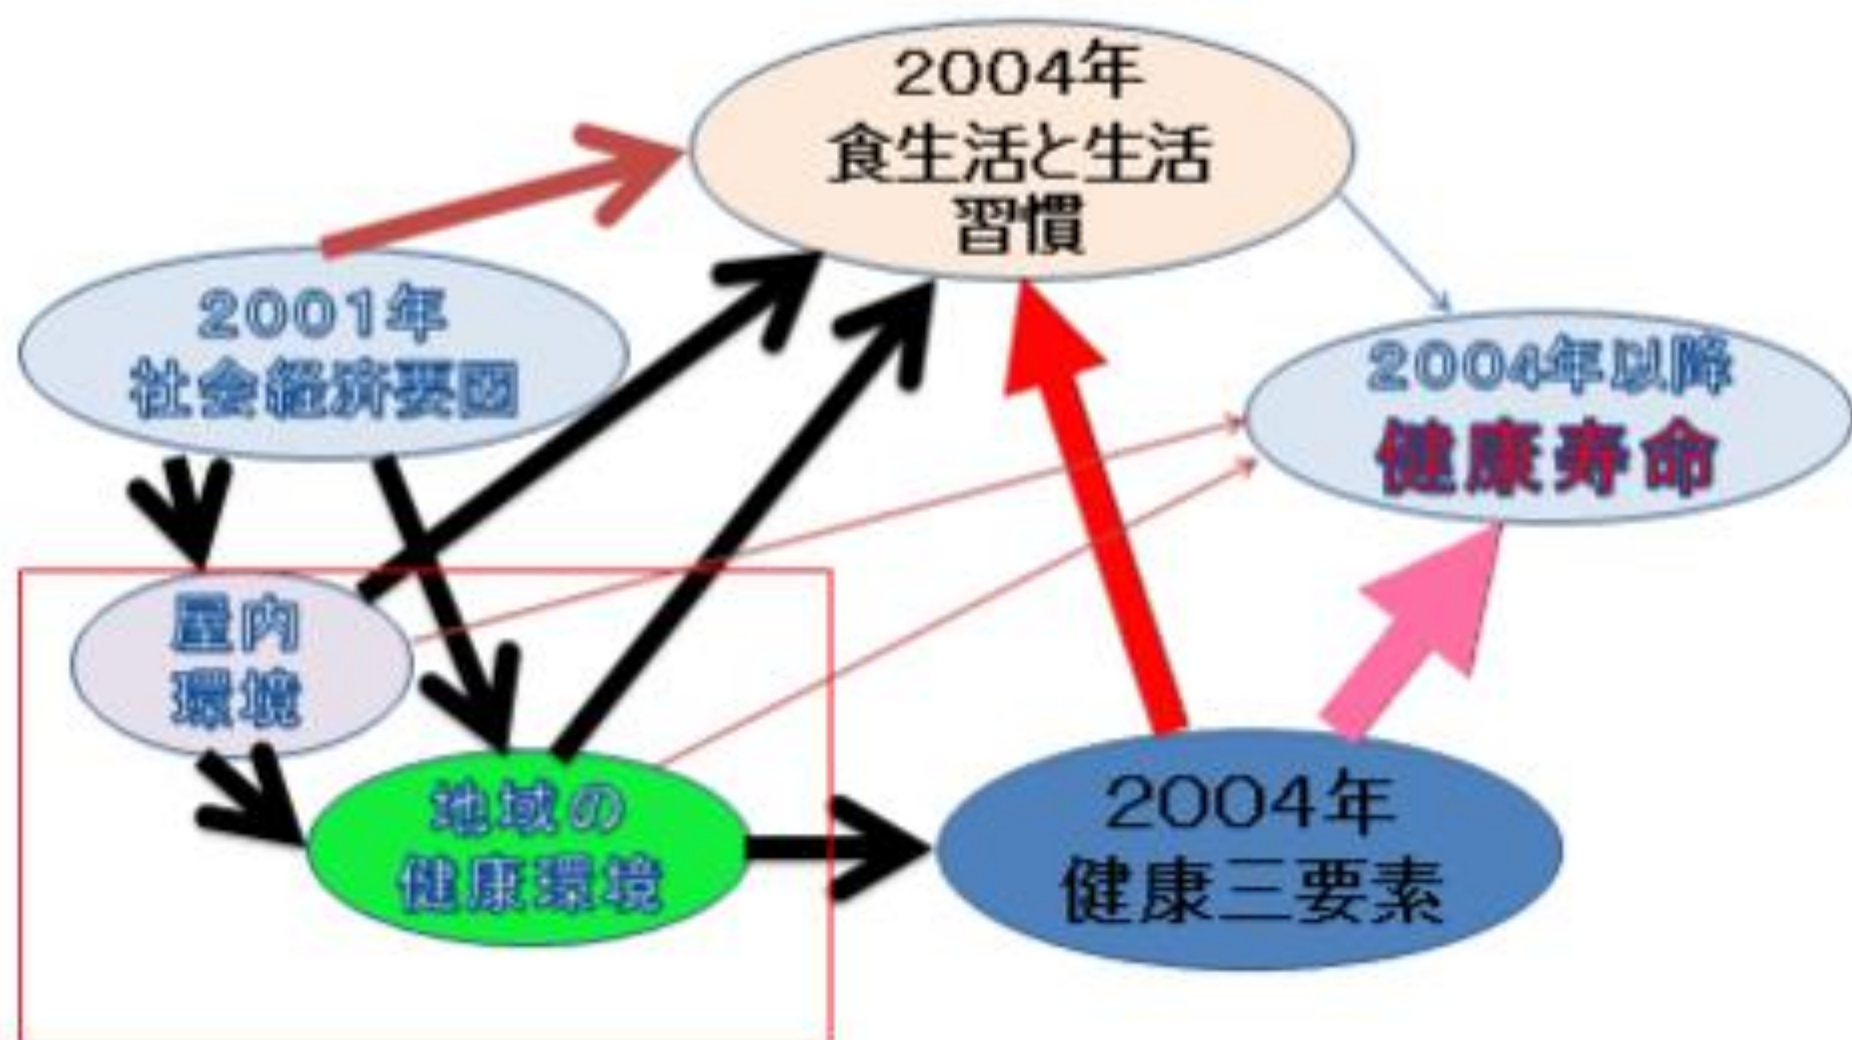 2004年
食生活と生活
習慣
2001年
社会経済要因
2004年以降
健康寿命
屋内
環境
地域の
健康環境
2004年
健康三要素